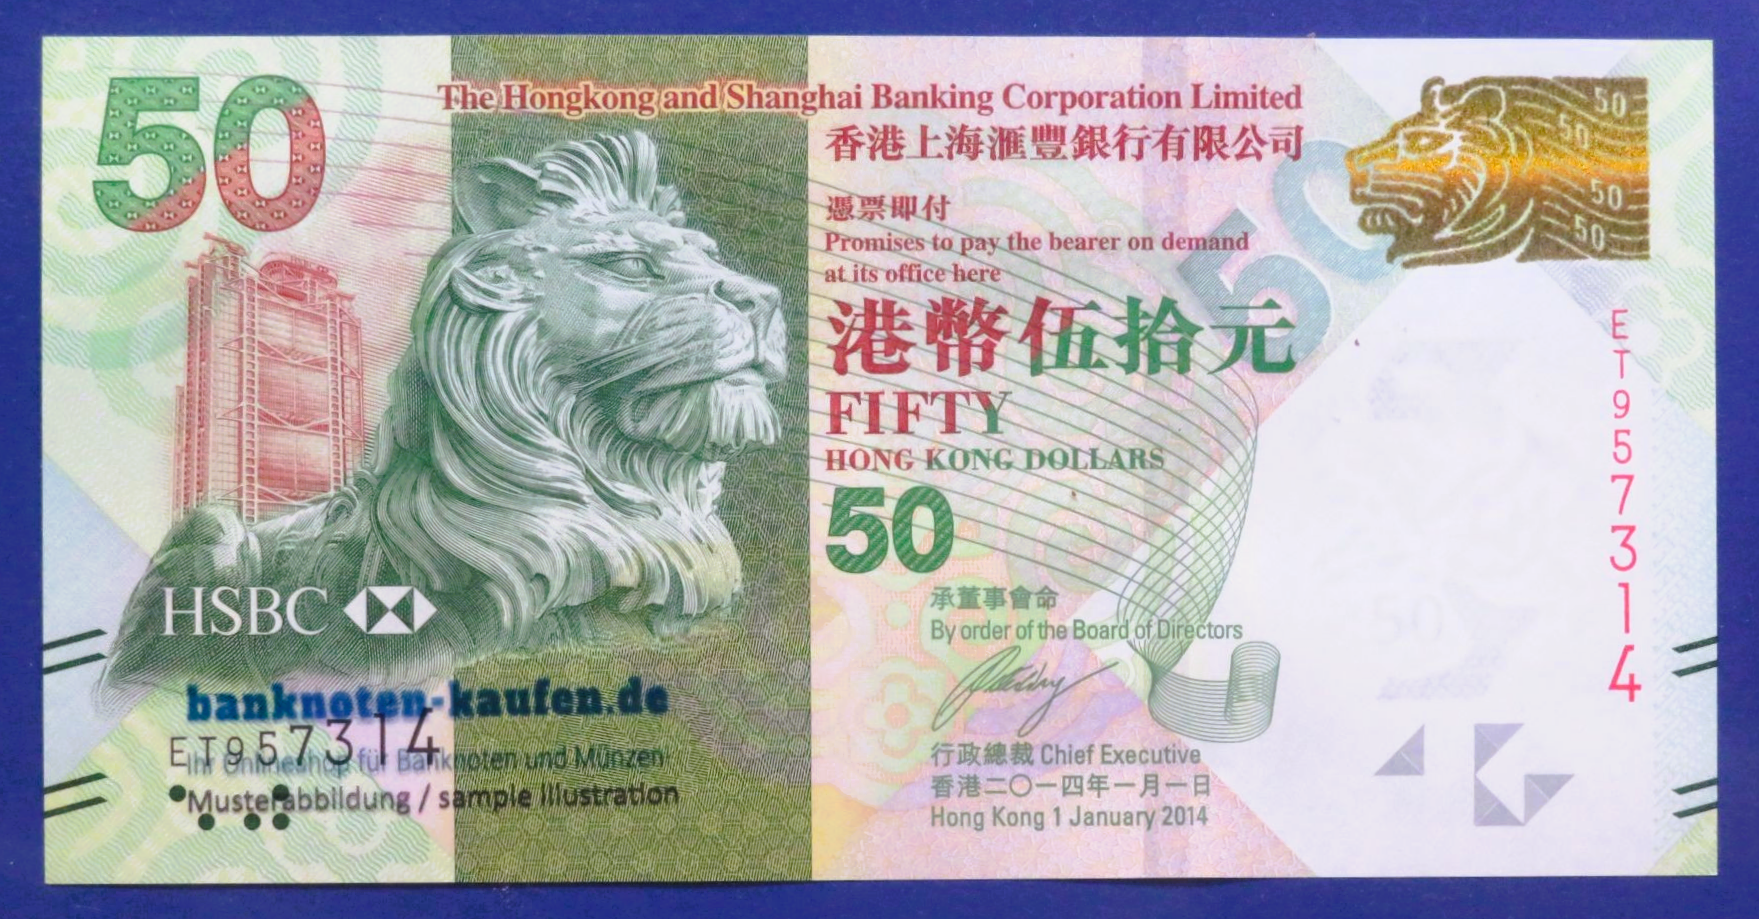 50
The Hongkong and Shanghai Banking Corporation Limited
香港上海滙豐銀行有限公司
50
50
50
50
50
憑票即付
Promises to pay the bearer on demand
at its office here
港幣伍拾元
FIFTY
HONG KONG DOLLARS
50
ET957314
承董事會命
By order of the Board of Directors
HSBC
50
行政總裁 Chief Executive
香港二〇一四年一月一日
Hong Kong 1 January 2014
banknoten-kaufen.de
ET957314
Ihr Onlineshop für Banknoten und Münzen
Musterabbildung / sample illustration